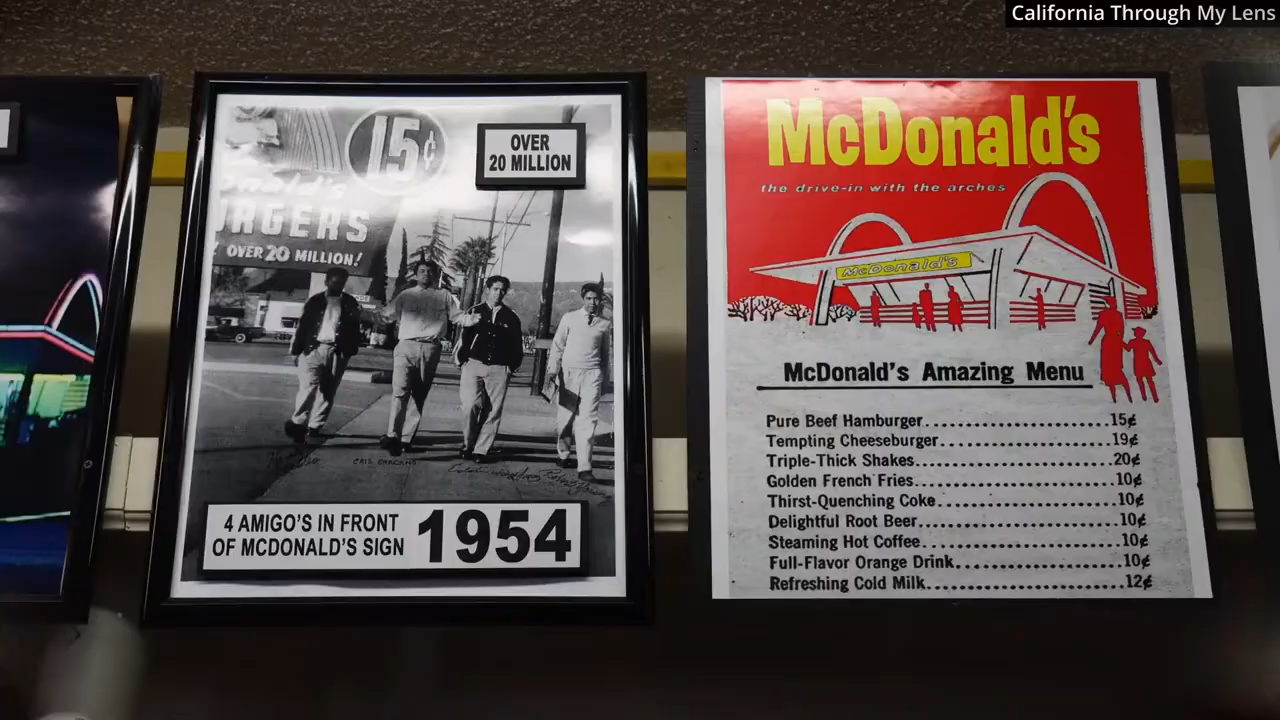 California Through My Lens
15¢
OVER
20 MILLION
OVER 20 MILLION!
4 AMIGO'S IN FRONT
OF MCDONALD'S SIGN
1954
McDonald's
the drive-in with the arches
McDonald's
McDonald's Amazing Menu
Pure Beef Hamburger 15¢
Tempting Cheeseburger 19¢
Triple-Thick Shakes 20¢
Golden French Fries 10¢
Thirst-Quenching Coke 10¢
Delightful Root Beer 10¢
Steaming Hot Coffee 10¢
Full-Flavor Orange Drink 10¢
Refreshing Cold Milk 12¢